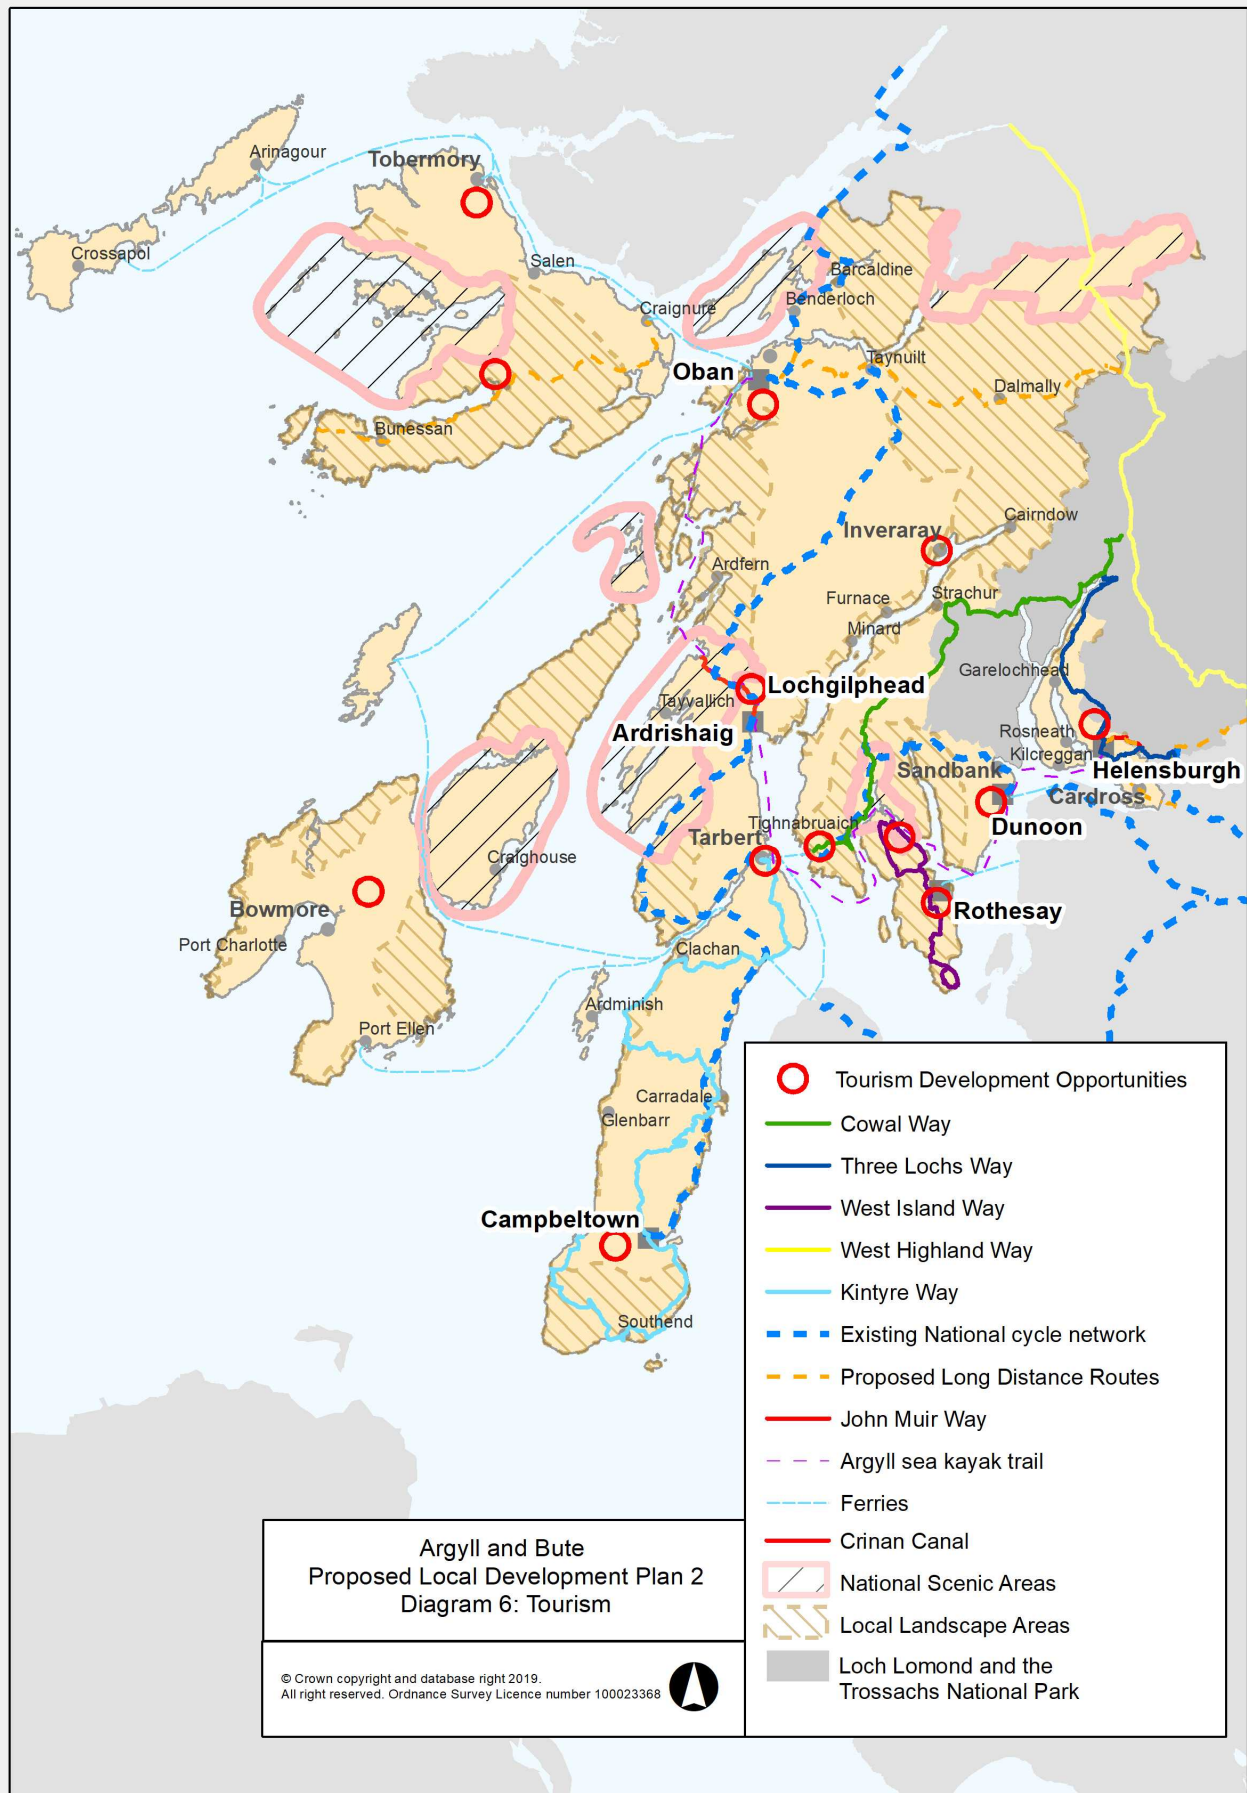 Arinagour
Tobermory
Crossapol
Salen
Barcaldine
Benderloch
Craignure
Oban
Taynuilt
Dalmally
Bunessan
Cairndow
Inveraray
Ardfern
Furnace
Strachur
Minard
Garelochhead
Lochgilphead
Tayvallich
Ardrishaig
Rosneath
Kilcreggan
Helensburgh
Sandbank
Cardross
Tighnabruaich
Dunoon
Tarbert
Craighouse
Bowmore
Rothesay
Port Charlotte
Clachan
Ardminish
Port Ellen
Carradale
Glenbarr
Campbeltown
Southend
Tourism Development Opportunities
Cowal Way
Three Lochs Way
West Island Way
West Highland Way
Kintyre Way
Existing National cycle network
Proposed Long Distance Routes
John Muir Way
Argyll sea kayak trail
Ferries
Crinan Canal
National Scenic Areas
Local Landscape Areas
Loch Lomond and the
Trossachs National Park
Argyll and Bute
Proposed Local Development Plan 2
Diagram 6: Tourism
© Crown copyright and database right 2019.
All right reserved. Ordnance Survey Licence number 100023368